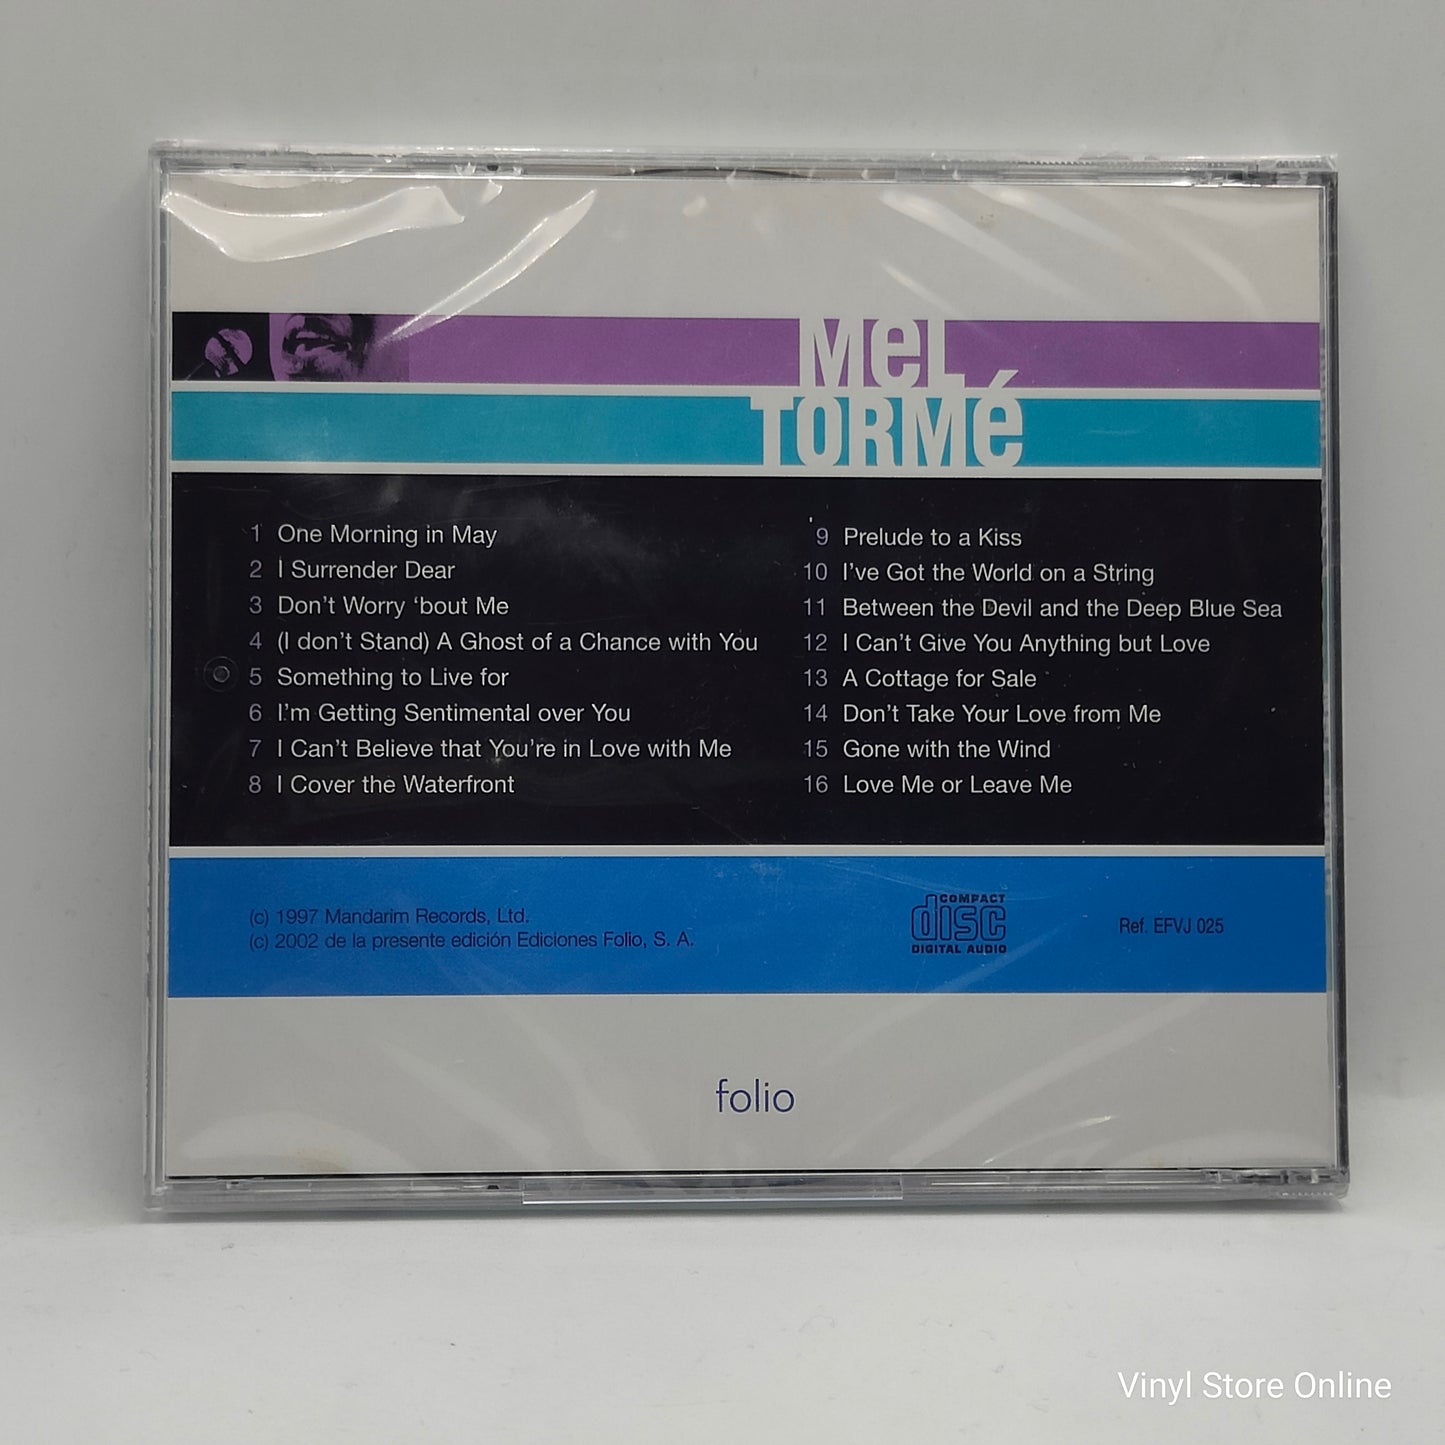 MeL
TORMé
1 One Morning in May
2 I Surrender Dear
3 Don't Worry ‘bout Me
4 (I don't Stand) A Ghost of a Chance with You
5 Something to Live for
6 I'm Getting Sentimental over You
7 I Can't Believe that You're in Love with Me
8 I Cover the Waterfront
9 Prelude to a Kiss
10 I've Got the World on a String
11 Between the Devil and the Deep Blue Sea
12 I Can't Give You Anything but Love
13 A Cottage for Sale
14 Don't Take Your Love from Me
15 Gone with the Wind
16 Love Me or Leave Me
(c) 1997 Mandarim Records, Ltd.
(c) 2002 de la presente edición Ediciones Folio, S. A.
COMPACT
disc
DIGITAL AUDIO
Ref. EFVJ 025
folio
Vinyl Store Online